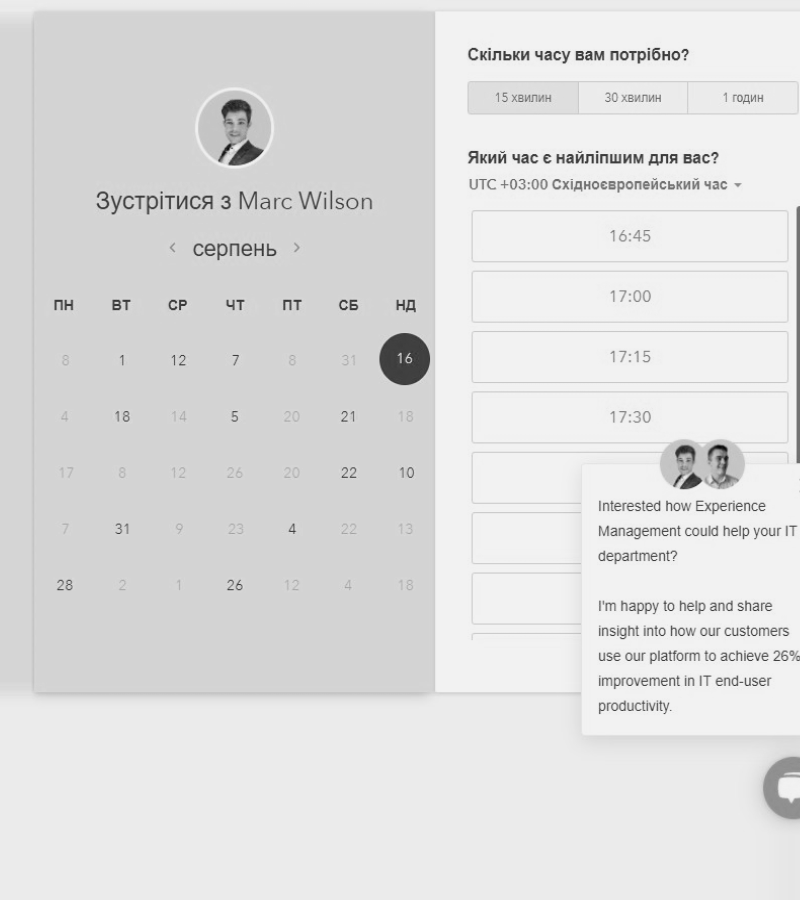 Зустрітися з Marc Wilson
серпень
ПН ВТ СР ЧТ ПТ СБ НД
8 1 12 7 8 31 16
4 18 14 5 20 21 18
17 8 12 26 20 22 10
7 31 9 23 4 22 13
28 2 1 26 12 4 18
Скільки часу вам потрібно?
15 хвилин 30 хвилин 1 годин
Який час є найліпшим для вас?
UTC +03:00 Східноєвропейський час
16:45
17:00
17:15
17:30
Interested how Experience
Management could help your IT
department?
I'm happy to help and share
insight into how our customers
use our platform to achieve 26%
improvement in IT end-user
productivity.